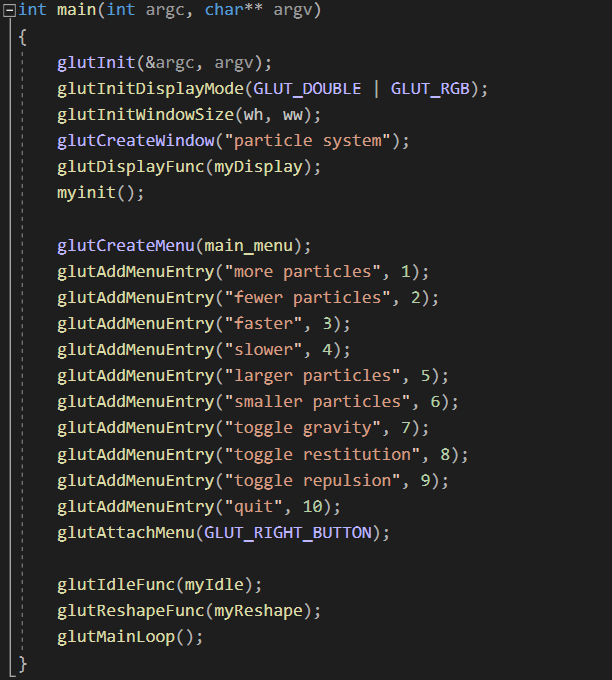 int main(int argc, char** argv)
{
glutInit(&argc, argv);
glutInitDisplayMode(GLUT_DOUBLE | GLUT_RGB);
glutInitWindowSize(wh, ww);
glutCreateWindow("particle system");
glutDisplayFunc(myDisplay);
myinit();
glutCreateMenu(main_menu);
glutAddMenuEntry("more particles", 1);
glutAddMenuEntry("fewer particles", 2);
glutAddMenuEntry("faster", 3);
glutAddMenuEntry("slower", 4);
glutAddMenuEntry("larger particles", 5);
glutAddMenuEntry("smaller particles", 6);
glutAddMenuEntry("toggle gravity", 7);
glutAddMenuEntry("toggle restitution", 8);
glutAddMenuEntry("toggle repulsion", 9);
glutAddMenuEntry("quit", 10);
glutAttachMenu(GLUT_RIGHT_BUTTON);
glutIdleFunc(myIdle);
glutReshapeFunc(myReshape);
glutMainLoop();
}